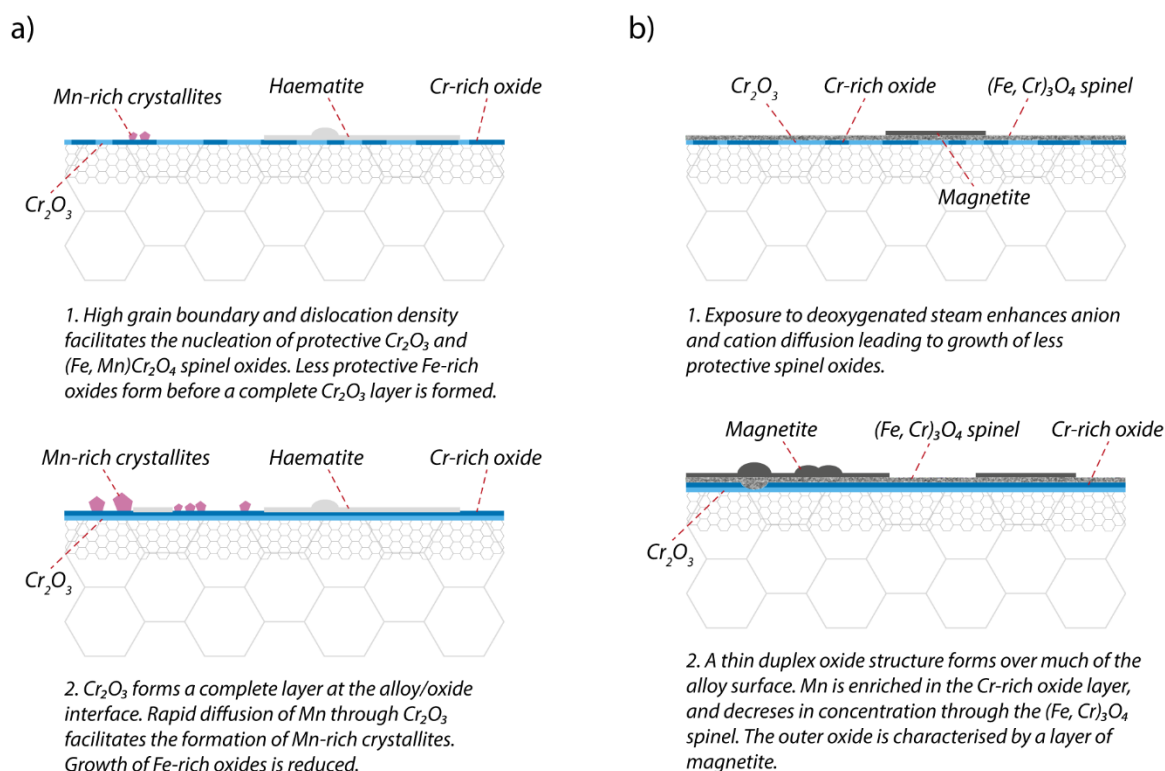 a)
Mn-rich crystallites
Haematite
Cr-rich oxide
Cr₂O₃
1. High grain boundary and dislocation density
facilitates the nucleation of protective Cr₂O₃ and
(Fe, Mn)Cr₂O₄ spinel oxides. Less protective Fe-rich
oxides form before a complete Cr₂O₃ layer is formed.
Mn-rich crystallites
Haematite
Cr-rich oxide
Cr₂O₃
2. Cr₂O₃ forms a complete layer at the alloy/oxide
interface. Rapid diffusion of Mn through Cr₂O₃
facilitates the formation of Mn-rich crystallites.
Growth of Fe-rich oxides is reduced.
b)
Cr₂O₃
Cr-rich oxide
(Fe, Cr)₃O₄ spinel
Magnetite
1. Exposure to deoxygenated steam enhances anion
and cation diffusion leading to growth of less
protective spinel oxides.
Magnetite
(Fe, Cr)₃O₄ spinel
Cr-rich oxide
Cr₂O₃
2. A thin duplex oxide structure forms over much of the
alloy surface. Mn is enriched in the Cr-rich oxide layer,
and decreses in concentration through the (Fe, Cr)₃O₄
spinel. The outer oxide is characterised by a layer of
magnetite.